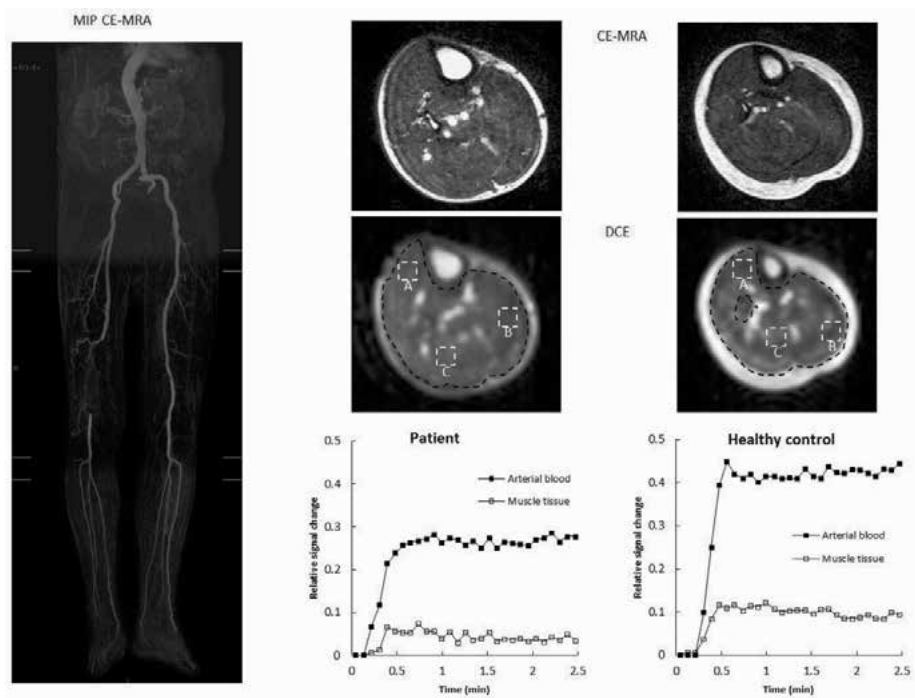 MIP CE-MRA
CE-MRA
DCE
A
B
C
A
B
C
Patient
0.5
0.4
0.3
0.2
0.1
0
Relative signal change
Arterial blood
Muscle tissue
0
0.5
1
1.5
2
2.5
Time (min)
Healthy control
0.5
0.4
0.3
0.2
0.1
0
Relative signal change
Arterial blood
Muscle tissue
0
0.5
1
1.5
2
2.5
Time (min)